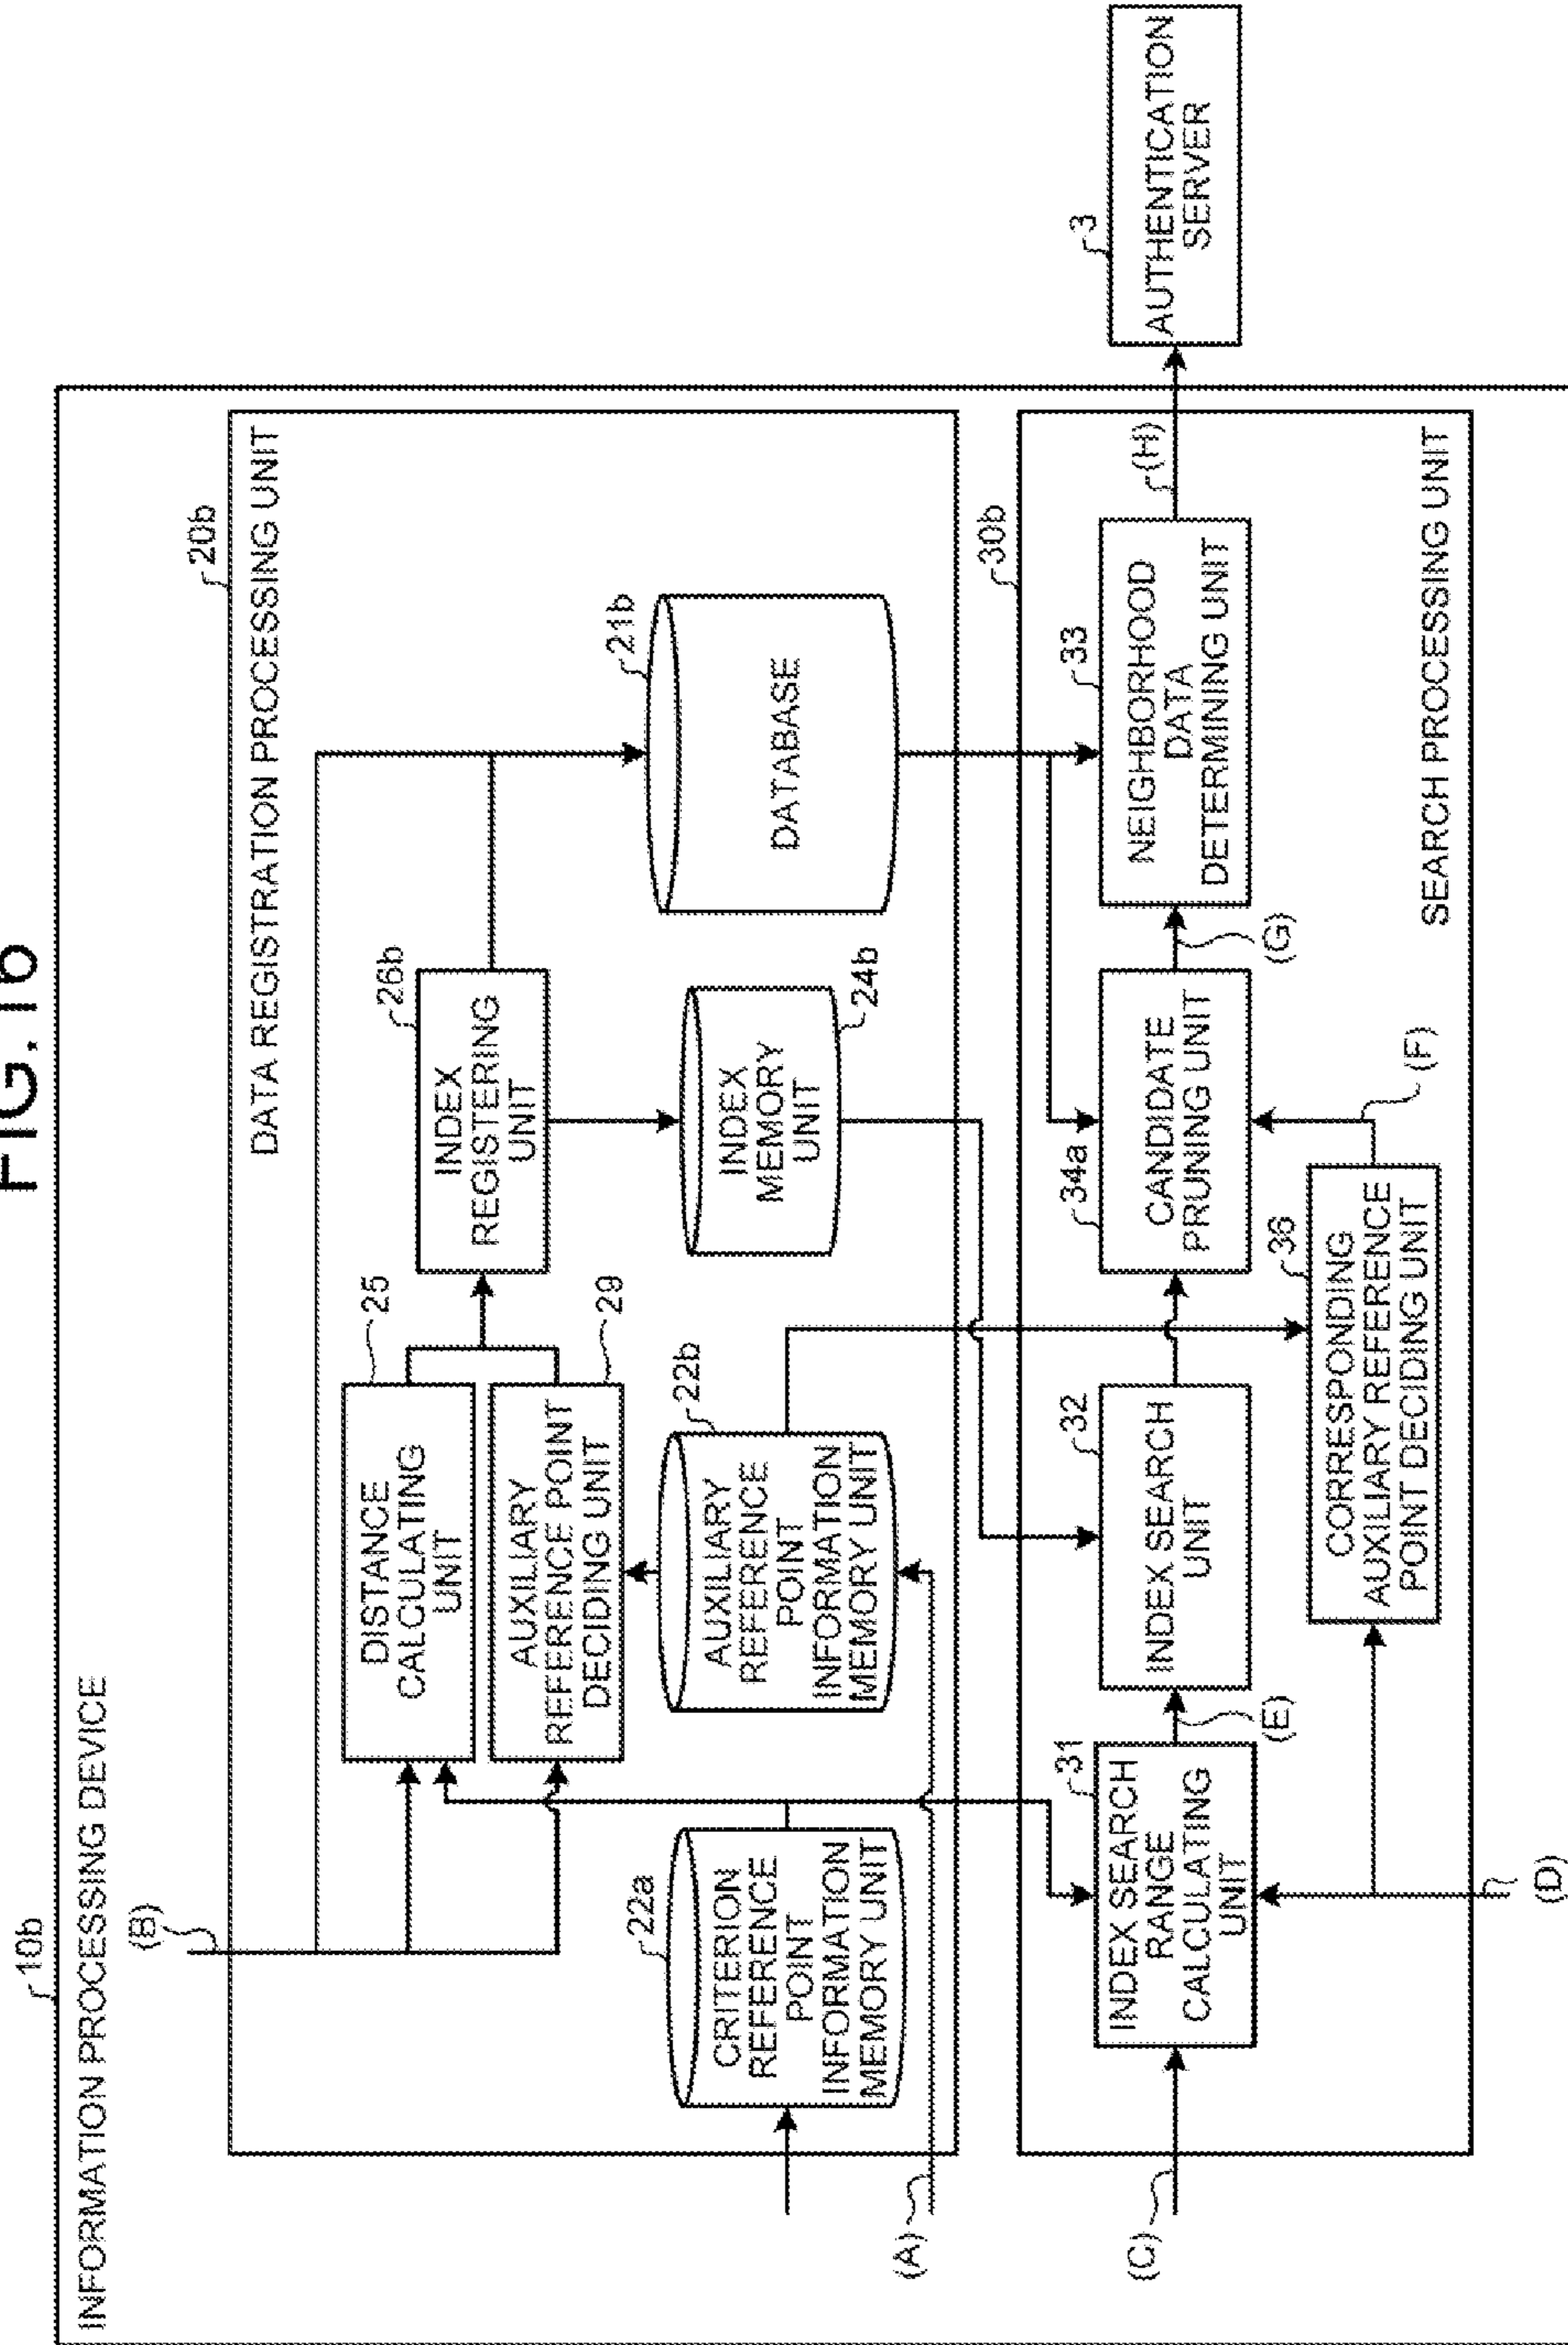 FIG.16
10b
INFORMATION PROCESSING DEVICE
(B)
20b
DATA REGISTRATION PROCESSING UNIT
25
DISTANCE
CALCULATING
UNIT
26b
INDEX
REGISTERING
UNIT
29
AUXILIARY
REFERENCE POINT
DECIDING UNIT
22a
CRITERION
REFERENCE
POINT
INFORMATION
MEMORY UNIT
22b
AUXILIARY
REFERENCE
POINT
INFORMATION
MEMORY UNIT
INDEX
MEMORY
UNIT
24b
21b
DATABASE
(A)
30b
(C)
31
INDEX SEARCH
RANGE
CALCULATING
UNIT
(E)
32
INDEX SEARCH
UNIT
34a
CANDIDATE
PRUNING UNIT
(G)
33
NEIGHBORHOOD
DATA
DETERMINING UNIT
(H)
3
AUTHENTICATION
SERVER
(F)
36
CORRESPONDING
AUXILIARY REFERENCE
POINT DECIDING UNIT
SEARCH PROCESSING UNIT
(D)